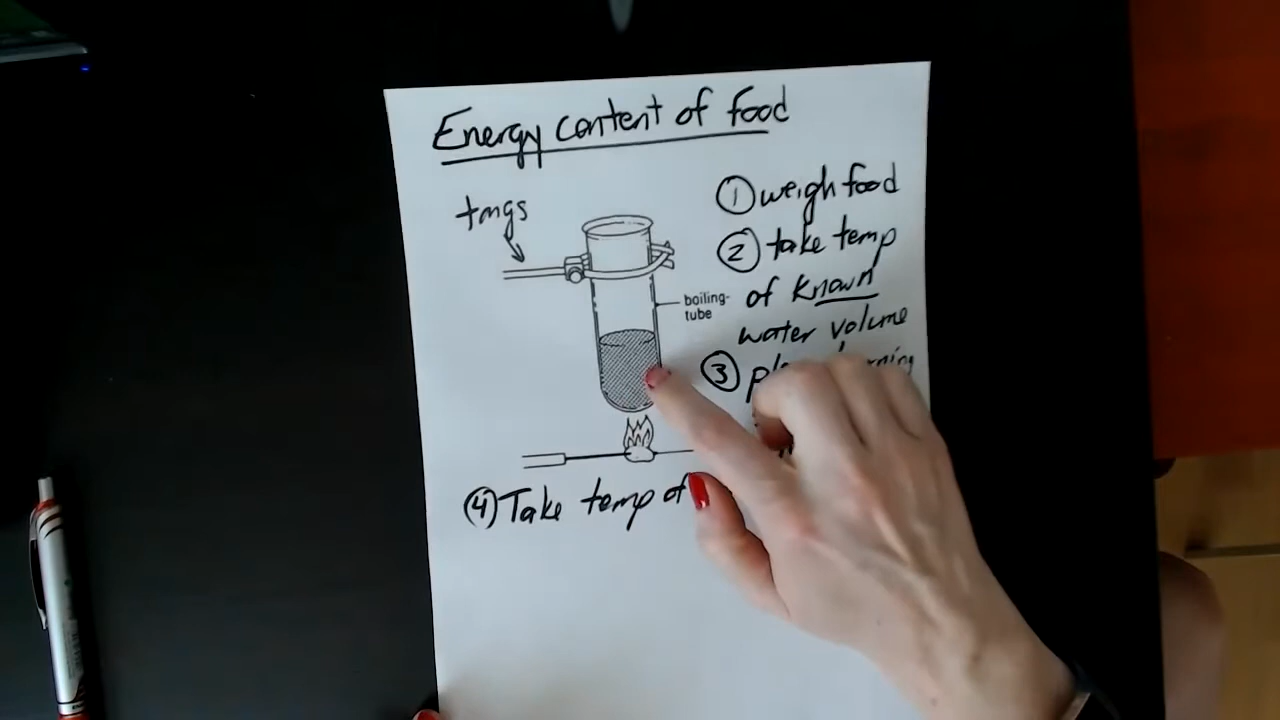 Energy content of food
tmgs
boiling-
tube
① weigh food
② take temp
of known
water volume
③
④ Take temp of